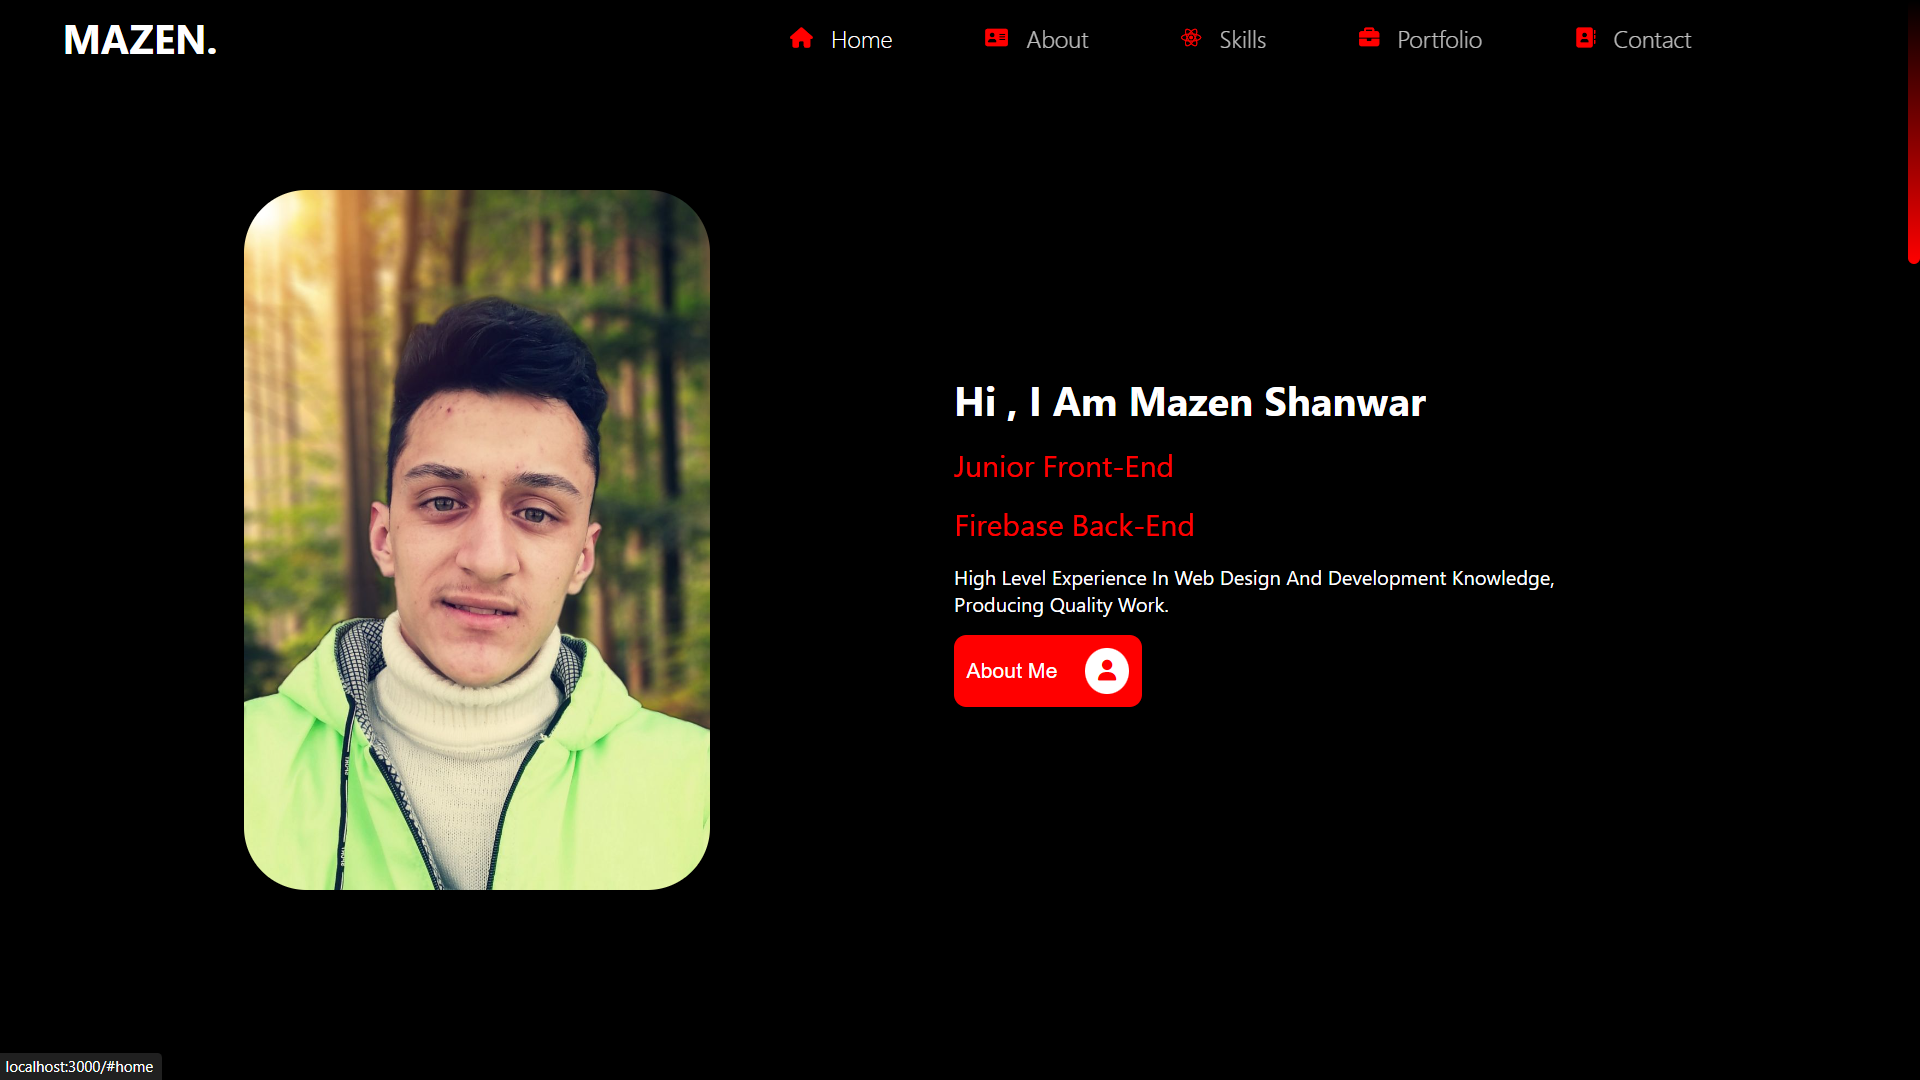 MAZEN.
Home
About
Skills
Portfolio
Contact
Hi , I Am Mazen Shanwar
Junior Front-End
Firebase Back-End
High Level Experience In Web Design And Development Knowledge,
Producing Quality Work.
About Me
localhost:3000/#home